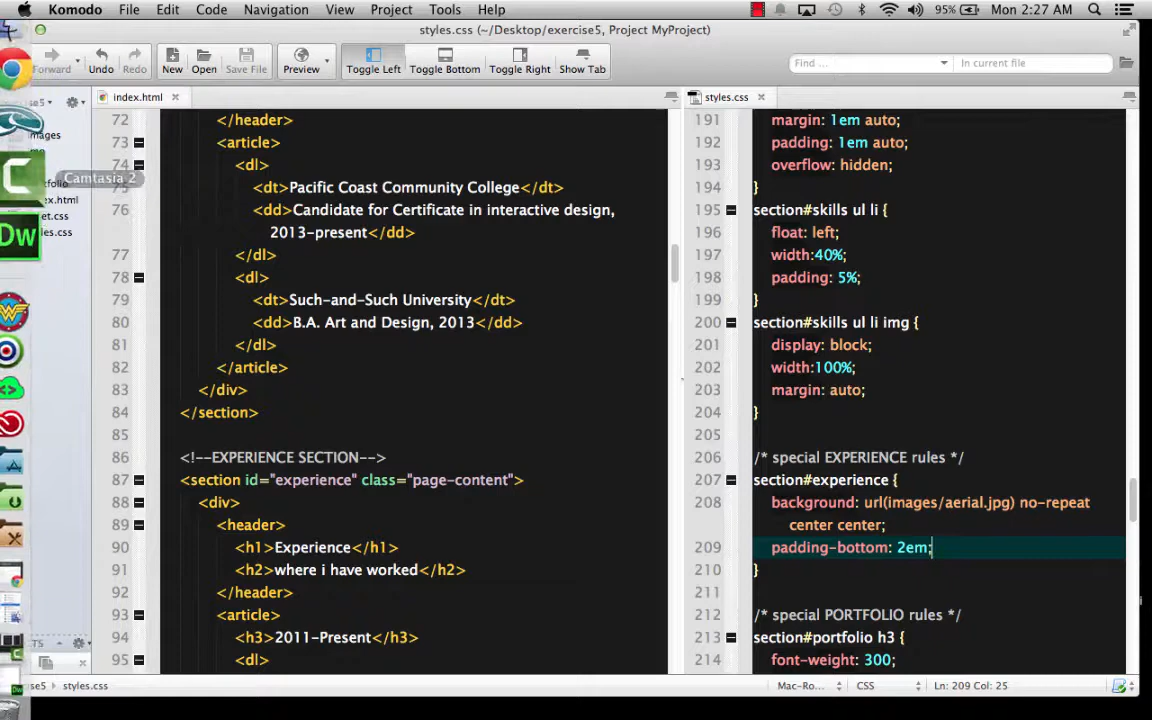 Komodo File Edit Code Navigation View Project Tools Help 95% Mon 2:27 AM
styles.css (~/Desktop/exercise5, Project MyProject)
Forward Undo Redo New Open Save File Preview Toggle Left Toggle Bottom Toggle Right Show Tab Find ... In current file
index.html
styles.css
Camtasia 2
72 </header>
73 <article>
74 <dl>
75 <dt>Pacific Coast Community College</dt>
76 <dd>Candidate for Certificate in interactive design,
2013-present</dd>
77 </dl>
78 <dl>
79 <dt>Such-and-Such University</dt>
80 <dd>B.A. Art and Design, 2013</dd>
81 </dl>
82 </article>
83 </div>
84 </section>
85
86 <!--EXPERIENCE SECTION-->
87 <section id="experience" class="page-content">
88 <div>
89 <header>
90 <h1>Experience</h1>
91 <h2>where i have worked</h2>
92 </header>
93 <article>
94 <h3>2011-Present</h3>
95 <dl>
191 margin: 1em auto;
192 padding: 1em auto;
193 overflow: hidden;
194 }
195 section#skills ul li {
196 float: left;
197 width:40%;
198 padding: 5%;
199 }
200 section#skills ul li img {
201 display: block;
202 width:100%;
203 margin: auto;
204 }
205
206 /* special EXPERIENCE rules */
207 section#experience {
208 background: url(images/aerial.jpg) no-repeat
center center;
209 padding-bottom: 2em;
210 }
211
212 /* special PORTFOLIO rules */
213 section#portfolio h3 {
214 font-weight: 300;
styles.css Mac-Ro... CSS Ln: 209 Col: 25